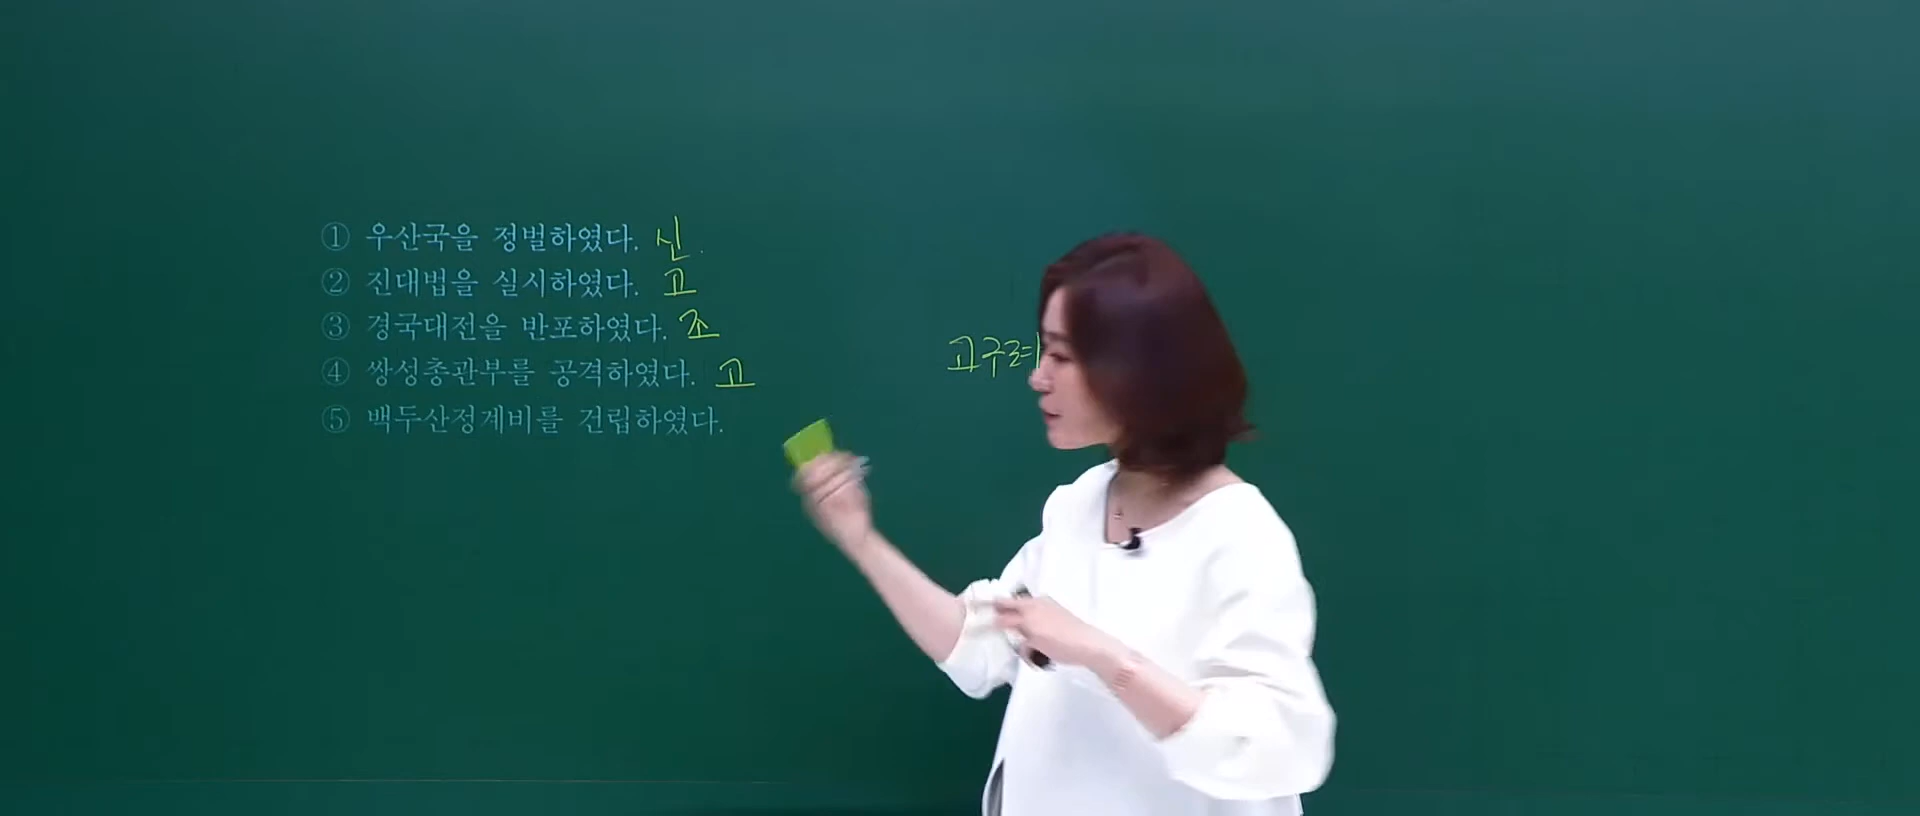 ① 우산국을 정벌하였다. 신.
② 진대법을 실시하였다. 고
③ 경국대전을 반포하였다. 조
④ 쌍성총관부를 공격하였다. 고
⑤ 백두산정계비를 건립하였다.
고구려